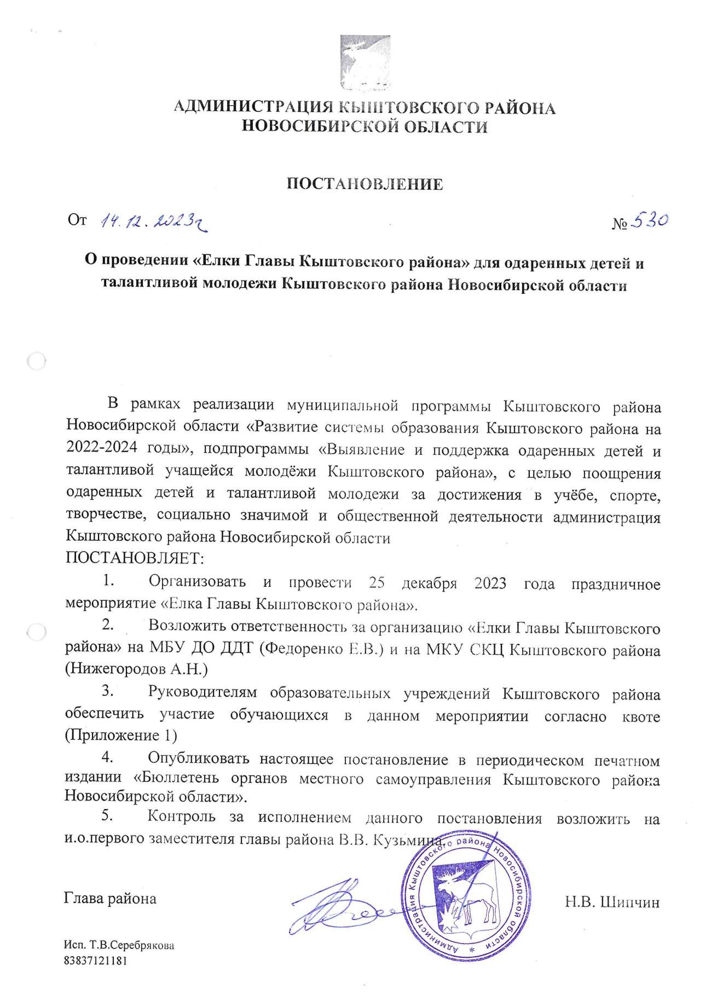 АДМИНИСТРАЦИЯ КЫШТОВСКОГО РАЙОНА
НОВОСИБИРСКОЙ ОБЛАСТИ
ПОСТАНОВЛЕНИЕ
От 14.12.2023г № 530
О проведении «Елки Главы Кыштовского района» для одаренных детей и
талантливой молодежи Кыштовского района Новосибирской области
В рамках реализации муниципальной программы Кыштовского района
Новосибирской области «Развитие системы образования Кыштовского района на
2022-2024 годы», подпрограммы «Выявление и поддержка одаренных детей и
талантливой учащейся молодёжи Кыштовского района», с целью поощрения
одаренных детей и талантливой молодежи за достижения в учёбе, спорте,
творчестве, социально значимой и общественной деятельности администрация
Кыштовского района Новосибирской области
ПОСТАНОВЛЯЕТ:
1. Организовать и провести 25 декабря 2023 года праздничное
мероприятие «Елка Главы Кыштовского района».
2. Возложить ответственность за организацию «Елки Главы Кыштовского
района» на МБУ ДО ДДТ (Федоренко Е.В.) и на МКУ СКЦ Кыштовского района
(Нижегородов А.Н.)
3. Руководителям образовательных учреждений Кыштовского района
обеспечить участие обучающихся в данном мероприятии согласно квоте
(Приложение 1)
4. Опубликовать настоящее постановление в периодическом печатном
издании «Бюллетень органов местного самоуправления Кыштовского района
Новосибирской области».
5. Контроль за исполнением данного постановления возложить на
и.о.первого заместителя главы района В.В. Кузьмина.
Администрация Кыштовского района Новосибирской области *
Глава района Н.В. Шипчин
Исп. Т.В.Серебрякова
83837121181